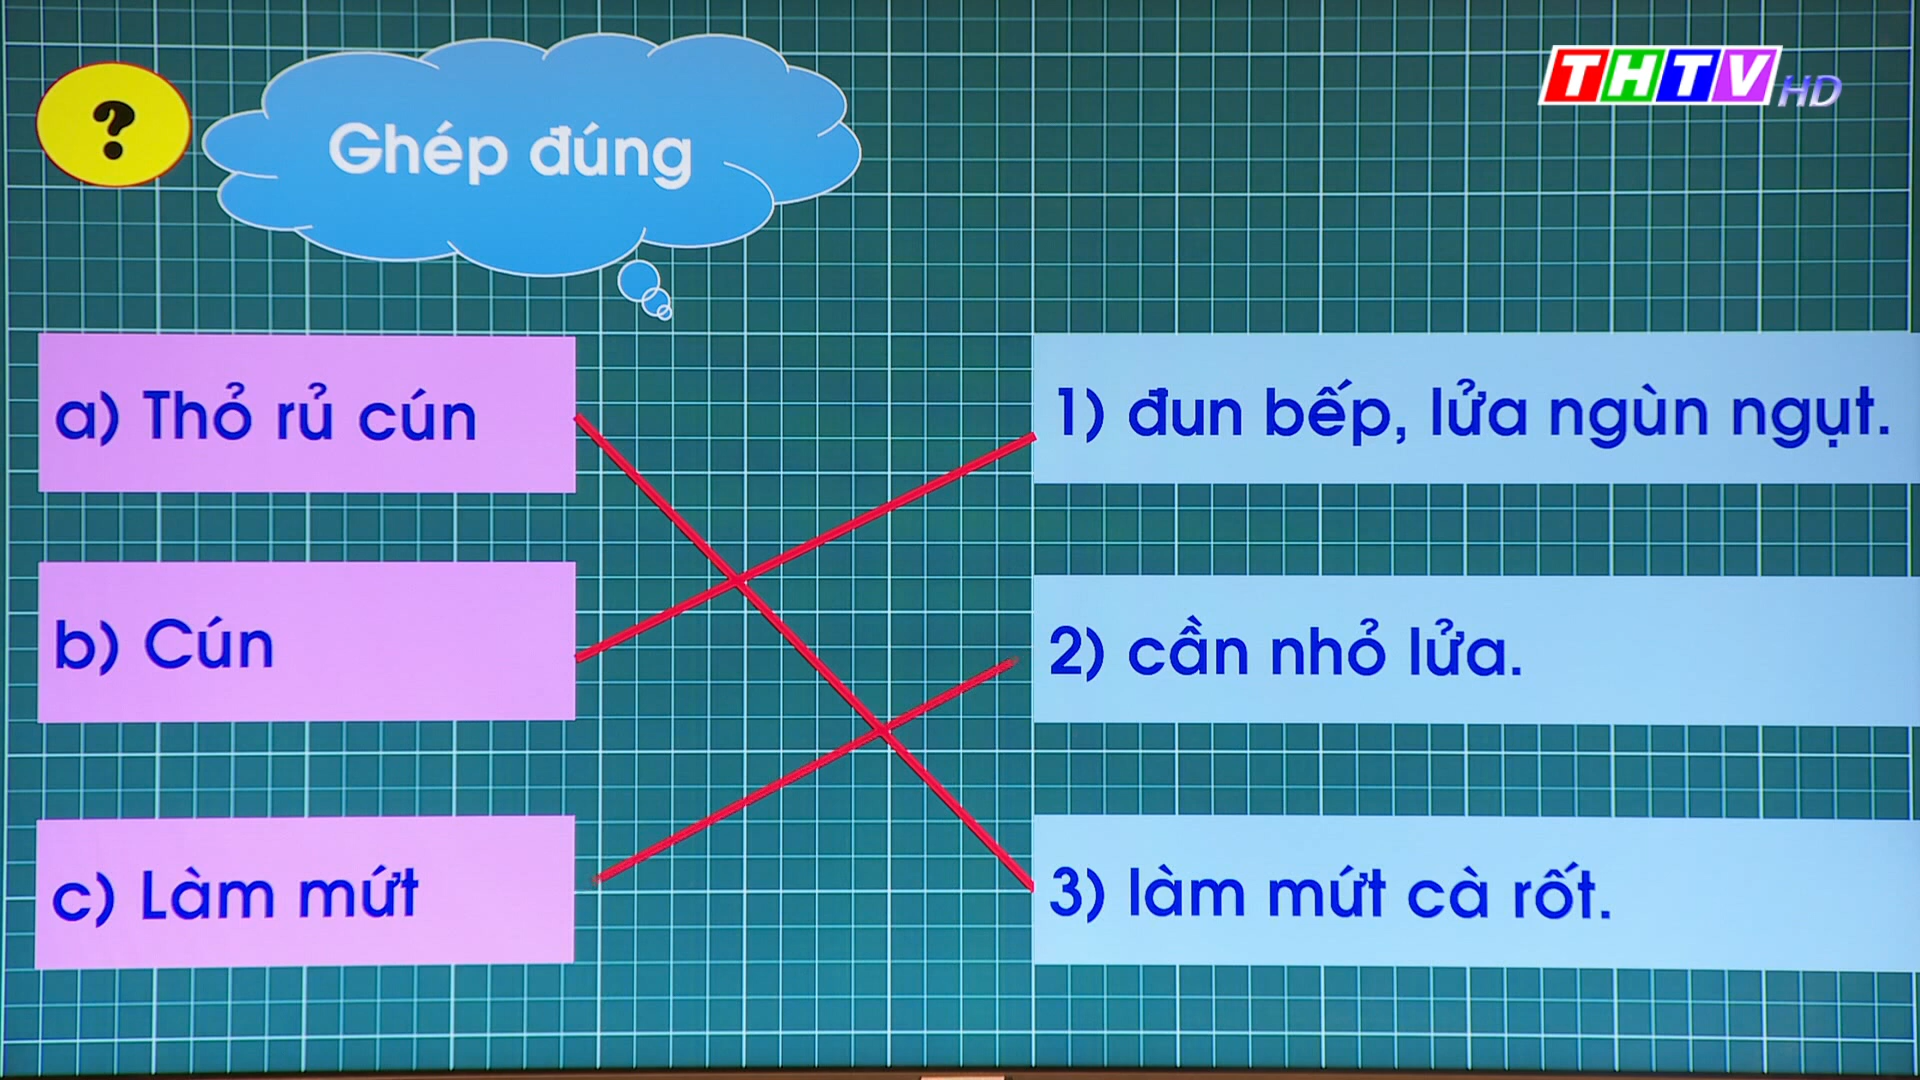 ?
Ghép đúng
THTV HD
a) Thỏ rủ cún
1) đun bếp, lửa ngùn ngụt.
b) Cún
2) cần nhỏ lửa.
c) Làm mứt
3) làm mứt cà rốt.